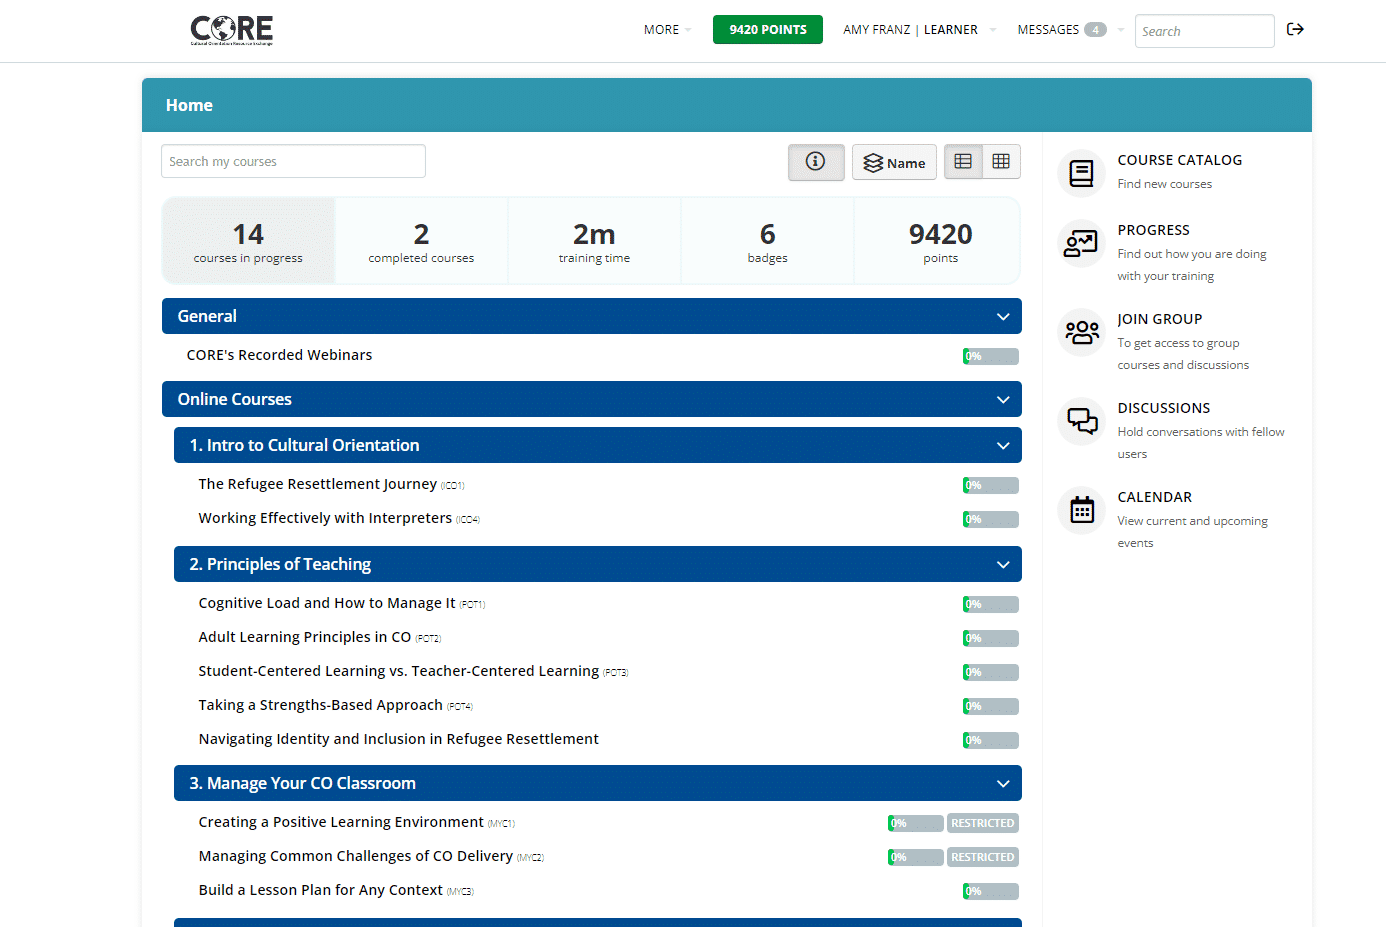 CORE
Cultural Orientation Resource Exchange
MORE
9420 POINTS
AMY FRANZ | LEARNER
MESSAGES 4
Search
Home
Search my courses
Name
14
courses in progress
2
completed courses
2m
training time
6
badges
9420
points
General
CORE's Recorded Webinars
0%
Online Courses
1. Intro to Cultural Orientation
The Refugee Resettlement Journey (ICO1)
0%
Working Effectively with Interpreters (ICO4)
0%
2. Principles of Teaching
Cognitive Load and How to Manage It (POT1)
0%
Adult Learning Principles in CO (POT2)
0%
Student-Centered Learning vs. Teacher-Centered Learning (POT3)
0%
Taking a Strengths-Based Approach (POT4)
0%
Navigating Identity and Inclusion in Refugee Resettlement
0%
3. Manage Your CO Classroom
Creating a Positive Learning Environment (MYC1)
0% RESTRICTED
Managing Common Challenges of CO Delivery (MYC2)
0% RESTRICTED
Build a Lesson Plan for Any Context (MYC3)
0%
COURSE CATALOG
Find new courses
PROGRESS
Find out how you are doing
with your training
JOIN GROUP
To get access to group
courses and discussions
DISCUSSIONS
Hold conversations with fellow
users
CALENDAR
View current and upcoming
events